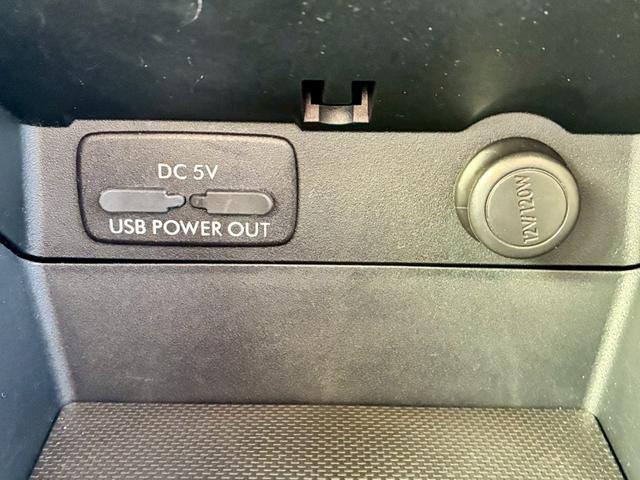 DC 5V
USB POWER OUT
12V/120W